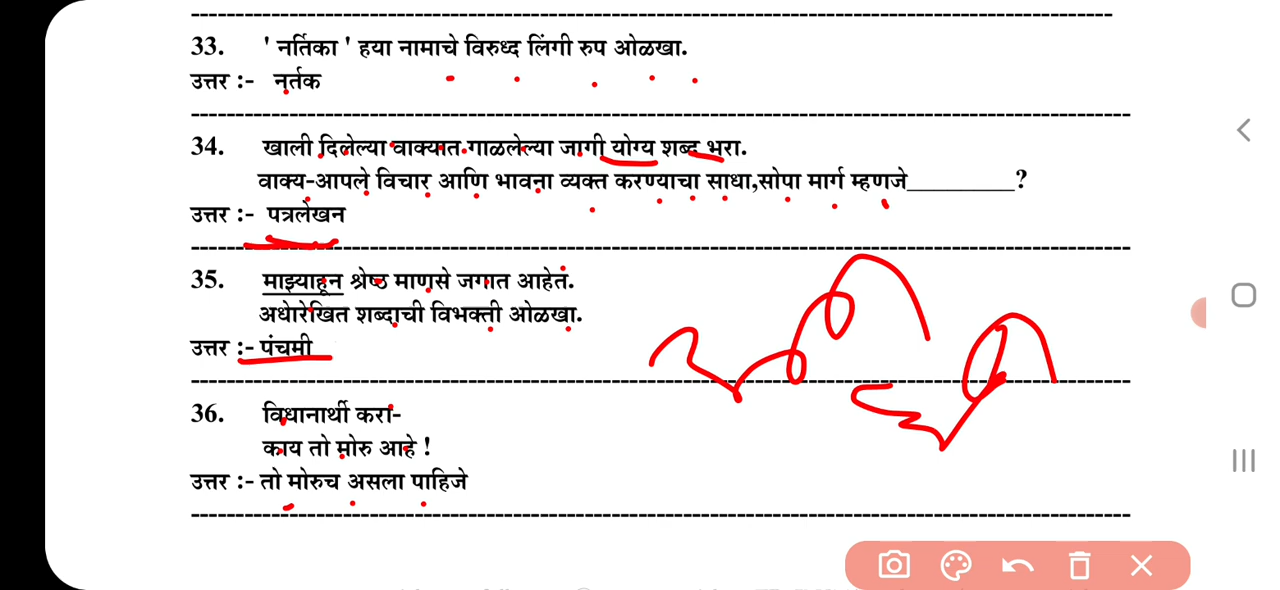 33. ' नर्तिका ' हया नामाचे विरुध्द लिंगी रुप ओळखा.
उत्तर :- नर्तक
34. खाली दिलेल्या वाक्यात गाळलेल्या जागी योग्य शब्द भरा.
वाक्य-आपले विचार आणि भावना व्यक्त करण्याचा साधा,सोपा मार्ग म्हणजे________?
उत्तर :- पत्रलेखन
35. माझ्याहून श्रेष्ठ माणसे जगात आहेत.
अधोरेखित शब्दाची विभक्ती ओळखा.
उत्तर :- पंचमी
36. विधानार्थी करा-
काय तो मोरु आहे !
उत्तर :- तो मोरुच असला पाहिजे